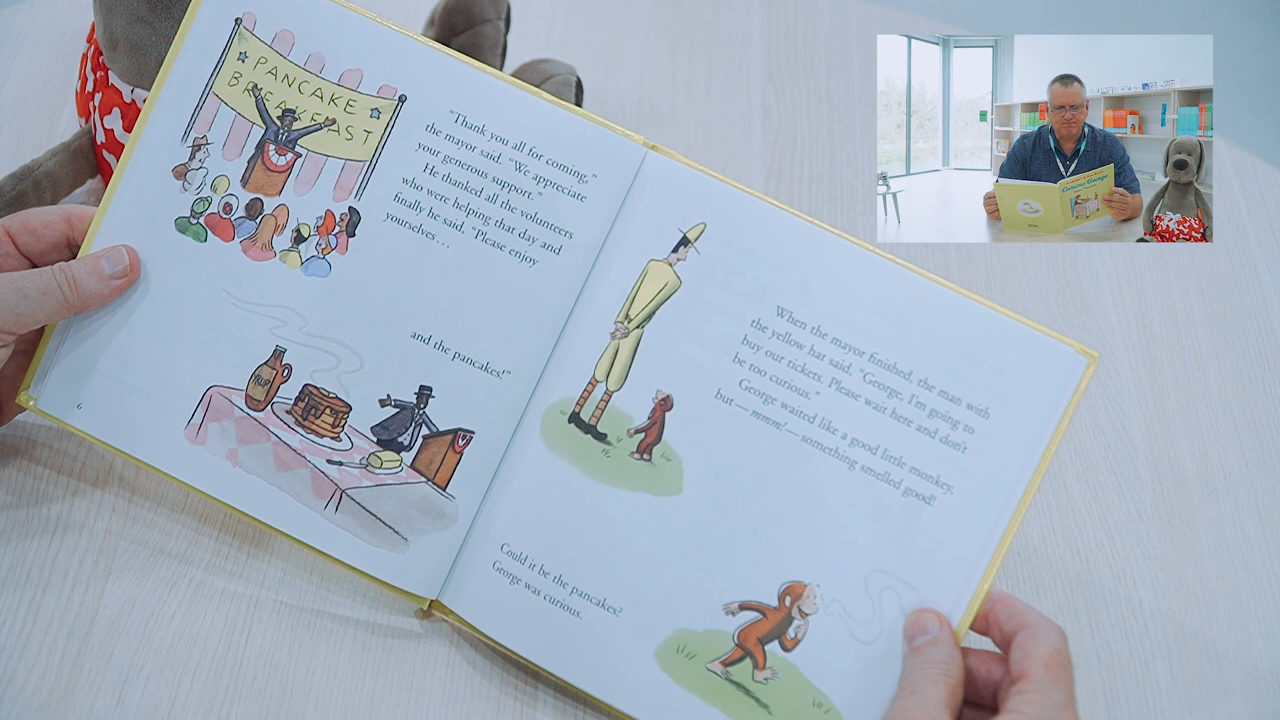 PANCAKE
BREAKFAST
"Thank you all for coming,"
the mayor said. "We appreciate
your generous support."
He thanked all the volunteers
who were helping that day and
finally he said, "Please enjoy
yourselves...
and the pancakes!"
SYRUP
6
When the mayor finished, the man with
the yellow hat said. "George, I'm going to
buy our tickets. Please wait here and don't
be too curious."
George waited like a good little monkey,
but—mmm!—something smelled good!
Could it be the pancakes?
George was curious.
Curious George